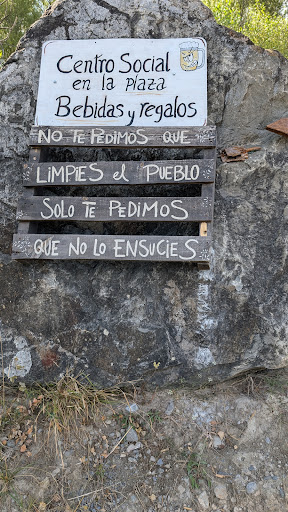 Centro Social
en la Plaza
Bebidas y regalos
NO TE PEDIMOS QUE
LIMPIES el PUEBLO
SOLO TE PEDIMOS
QUE NO LO ENSUCIES